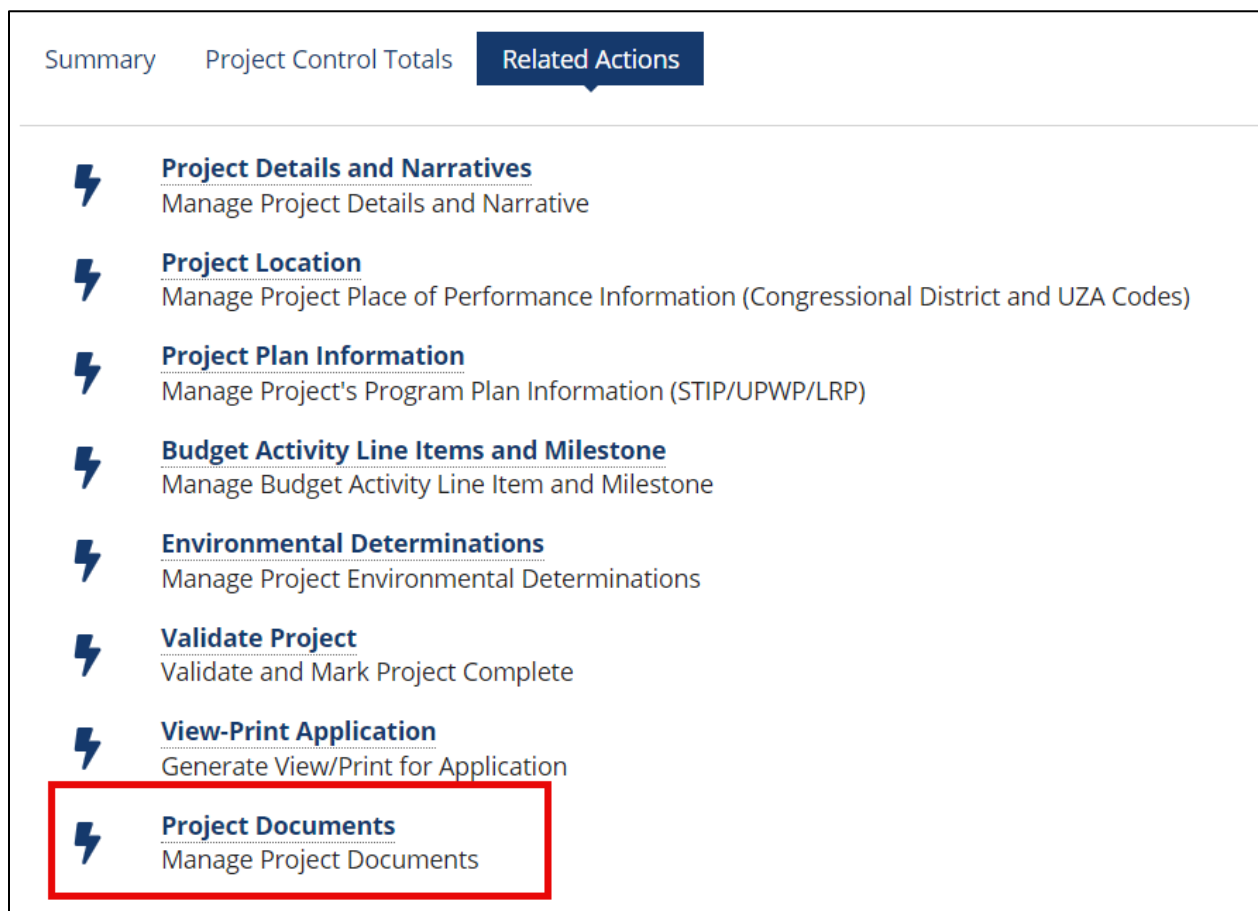 Summary Project Control Totals Related Actions
Project Details and Narratives
Manage Project Details and Narrative
Project Location
Manage Project Place of Performance Information (Congressional District and UZA Codes)
Project Plan Information
Manage Project's Program Plan Information (STIP/UPWP/LRP)
Budget Activity Line Items and Milestone
Manage Budget Activity Line Item and Milestone
Environmental Determinations
Manage Project Environmental Determinations
Validate Project
Validate and Mark Project Complete
View-Print Application
Generate View/Print for Application
Project Documents
Manage Project Documents